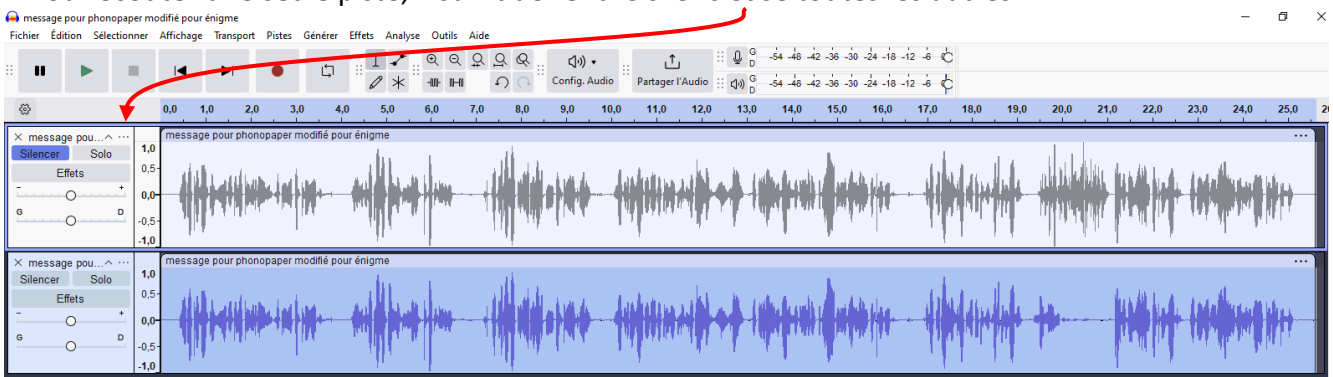 message pour phonopaper modifié pour énigme
Fichier Édition Sélectionner Affichage Transport Pistes Générer Effets Analyse Outils Aide
Config. Audio Partager l'Audio
G -54 -48 -42 -36 -30 -24 -18 -12 -6
D
G -54 -48 -42 -36 -30 -24 -18 -12 -6
D
0,0 1,0 2,0 3,0 4,0 5,0 6,0 7,0 8,0 9,0 10,0 11,0 12,0 13,0 14,0 15,0 16,0 17,0 18,0 19,0 20,0 21,0 22,0 23,0 24,0 25,0
message pou... message pour phonopaper modifié pour énigme
Silencer Solo 1,0
Effets 0,5
- + 0,0
G D -0,5
-1,0
message pou... message pour phonopaper modifié pour énigme
Silencer Solo 1,0
Effets 0,5
- + 0,0
G D -0,5
-1,0